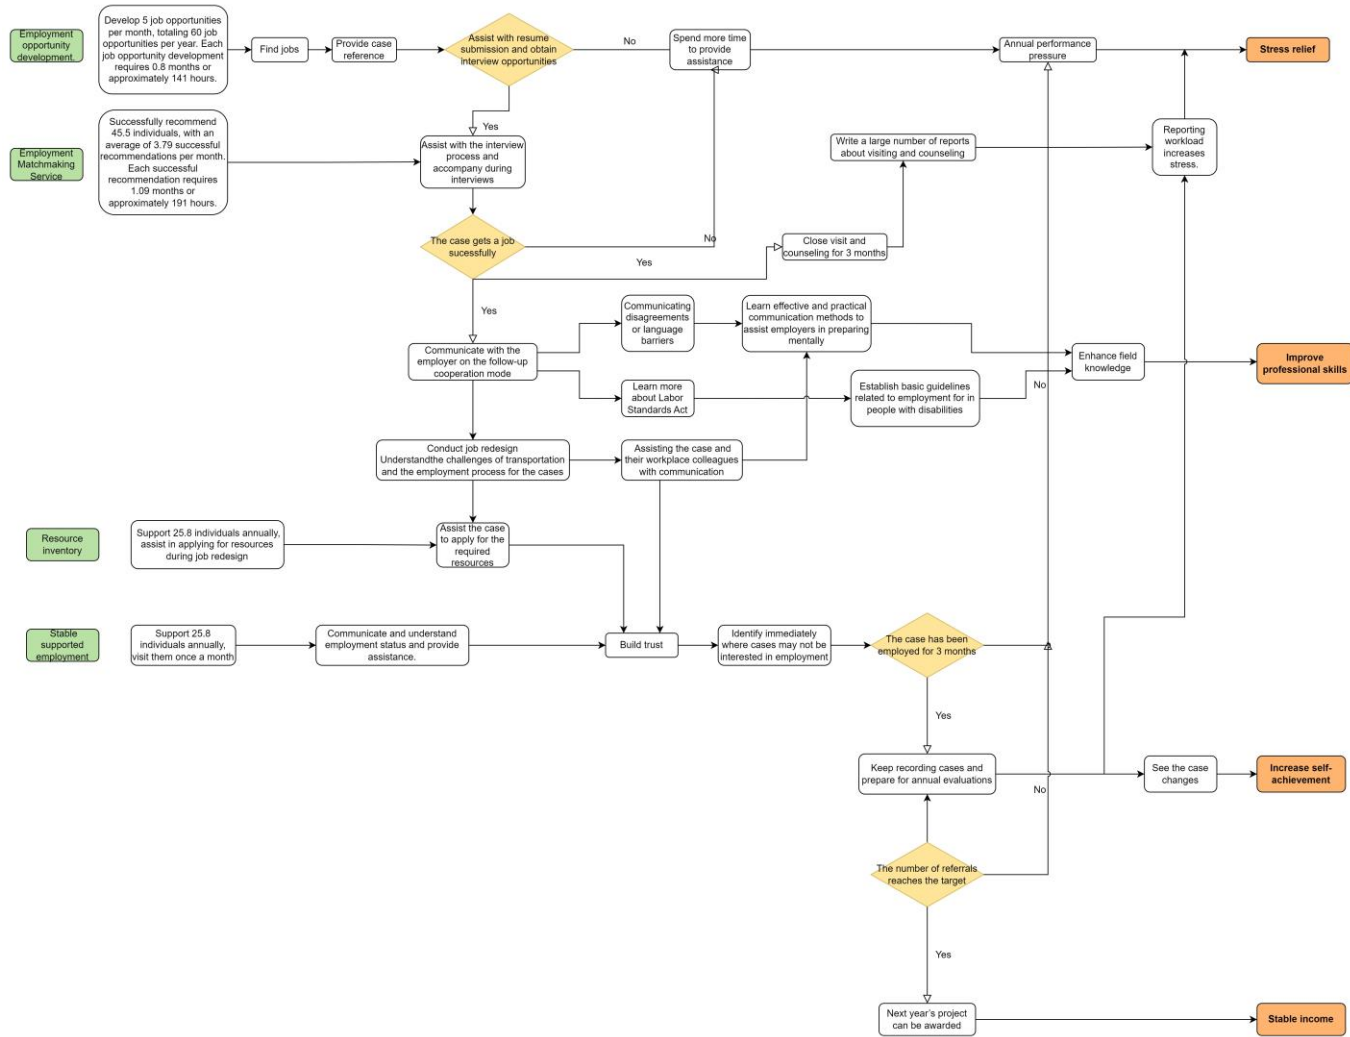 Employment
opportunity
development.
Develop 5 job opportunities
per month, totaling 60 job
opportunities per year. Each
job opportunity development
requires 0.8 months or
approximately 141 hours.
Find jobs
Provide case
reference
Assist with resume
submission and obtain
interview opportunities
No
Spend more time
to provide
assistance
Annual performance
pressure
Stress relief
Yes
Employment
Matchmaking
Service
Successfully recommend
45.5 individuals, with an
average of 3.79 successful
recommendations per month.
Each successful
recommendation requires
1.09 months or
approximately 191 hours.
Assist with the interview
process and
accompany during
interviews
Write a large number of reports
about visiting and counseling
Reporting
workload
increases
stress.
The case gets a job
sucessfully
No
Yes
Close visit and
counseling for 3 months
Yes
Communicate with the
employer on the follow-up
cooperation mode
Communicating
disagreements
or language
barriers
Learn effective and practical
communication methods to
assist employers in preparing
mentally
Learn more
about Labor
Standards Act
Establish basic guidelines
related to employment for in
people with disabilities
No
Enhance field
knowledge
Improve
professional skills
Conduct job redesign
Understandthe challenges of transportation
and the employment process for the cases
Assisting the case and
their workplace colleagues
with communication
Resource
inventory
Support 25.8 individuals annually,
assist in applying for resources
during job redesign
Assist the case
to apply for the
required
resources
Stable
supported
employment
Support 25.8
individuals annually,
visit them once a month
Communicate and understand
employment status and provide
assistance.
Build trust
Identify immediately
where cases may not be
interested in employment
The case has been
employed for 3 months
Yes
Keep recording cases and
prepare for annual evaluations
No
See the case
changes
Increase self-
achievement
The number of referrals
reaches the target
Yes
Next year's project
can be awarded
Stable income